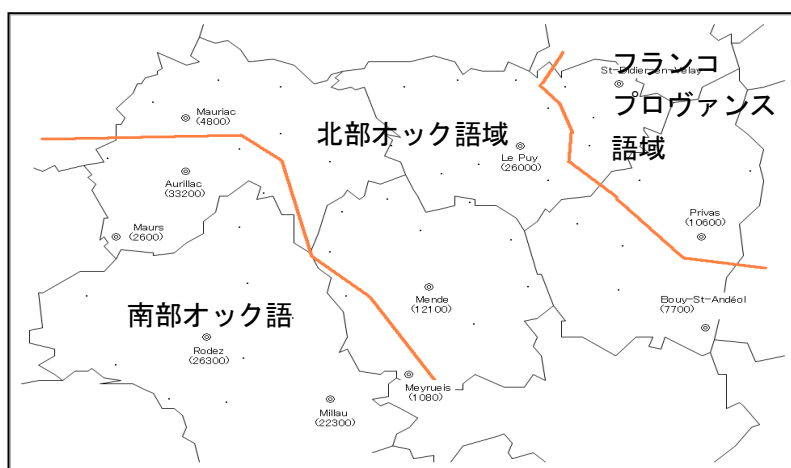 フランコ
St-Didier-en-Velay
プロヴァンス
語域
Mauriac
(4800)
北部オック語域
Le Puy
(26000)
Aurillac
(33200)
Privas
(10600)
Maurs
(2600)
Mende
(12100)
Bouy-St-Andéol
(7700)
南部オック語
Rodez
(26300)
Meyrueis
(1080)
Millau
(22300)